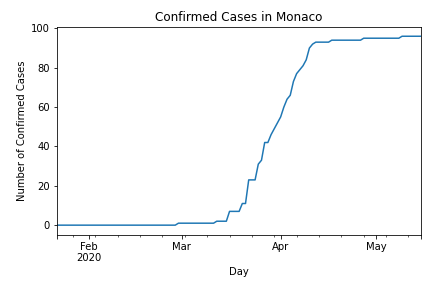 Confirmed Cases in Monaco
100
80
60
40
20
0
Number of Confirmed Cases
Feb
2020
Mar
Apr
May
Day